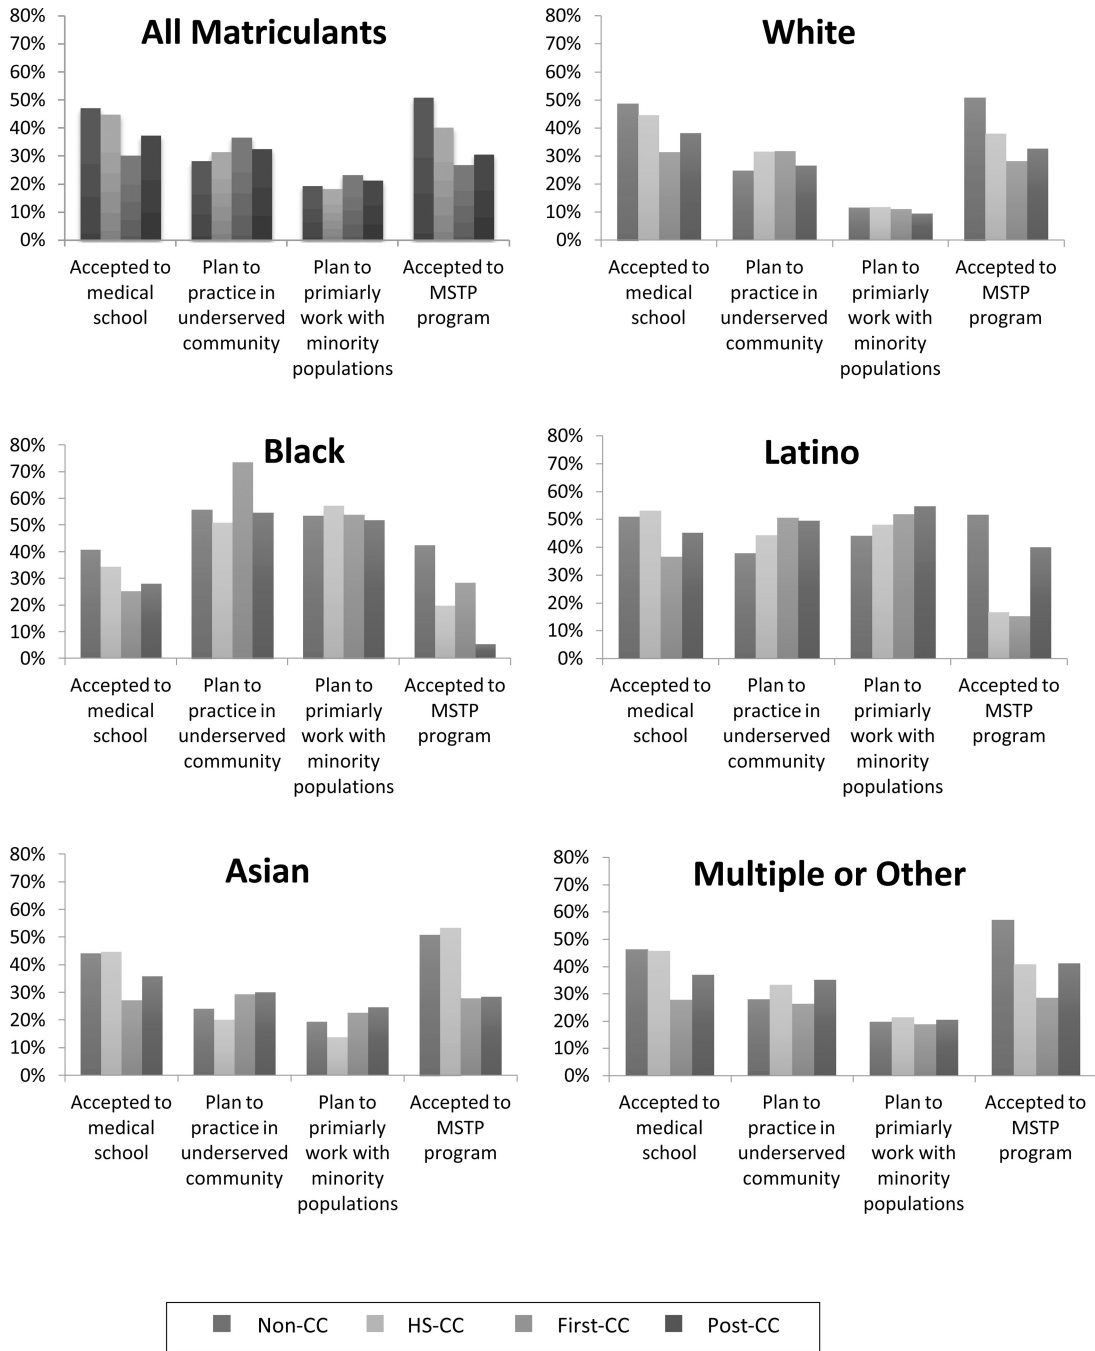 All Matriculants
80%
70%
60%
50%
40%
30%
20%
10%
0%
Accepted to
medical
school
Plan to
practice in
underserved
community
Plan to
primiarly
work with
minority
populations
Accepted to
MSTP
program
White
80%
70%
60%
50%
40%
30%
20%
10%
0%
Accepted to
medical
school
Plan to
practice in
underserved
community
Plan to
primiarly
work with
minority
populations
Accepted to
MSTP
program
Black
80%
70%
60%
50%
40%
30%
20%
10%
0%
Accepted to
medical
school
Plan to
practice in
underserved
community
Plan to
primiarly
work with
minority
populations
Accepted to
MSTP
program
Latino
80%
70%
60%
50%
40%
30%
20%
10%
0%
Accepted to
medical
school
Plan to
practice in
underserved
community
Plan to
primiarly
work with
minority
populations
Accepted to
MSTP
program
Asian
80%
70%
60%
50%
40%
30%
20%
10%
0%
Accepted to
medical
school
Plan to
practice in
underserved
community
Plan to
primiarly
work with
minority
populations
Accepted to
MSTP
program
Multiple or Other
80%
70%
60%
50%
40%
30%
20%
10%
0%
Accepted to
medical
school
Plan to
practice in
underserved
community
Plan to
primiarly
work with
minority
populations
Accepted to
MSTP
program
Non-CC HS-CC First-CC Post-CC